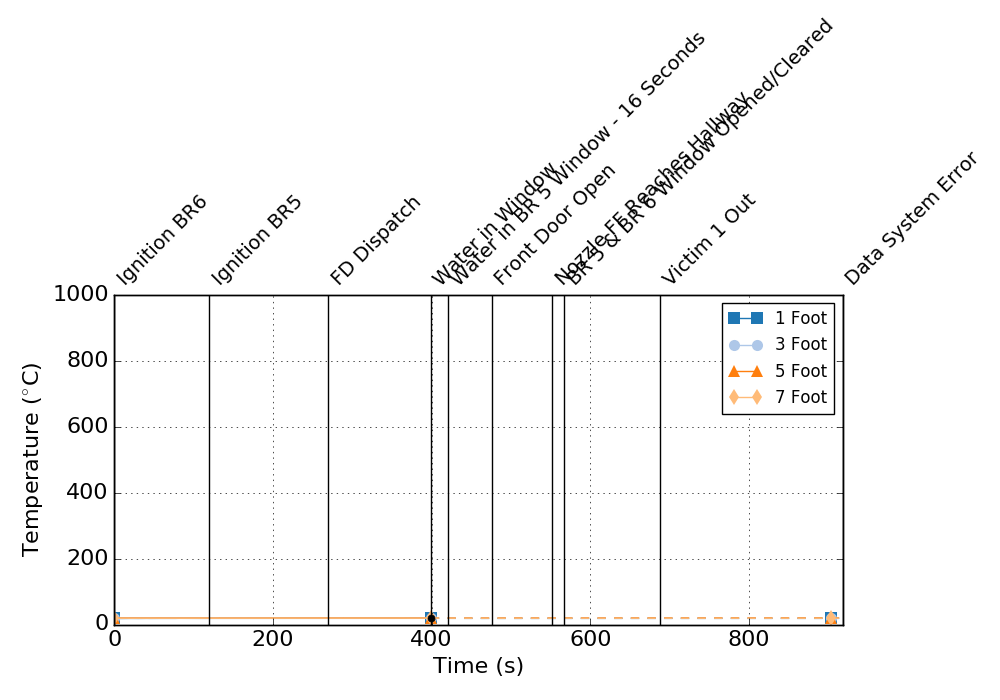 Ignition BR6
Ignition BR5
FD Dispatch
Water in Window
Water in BR 5 Window - 16 Seconds
Front Door Open
Nozzle FF Reaches Hallway
BR 5 & BR 6 Window Opened/Cleared
Victim 1 Out
Data System Error
1000
800
600
400
200
0
Temperature (°C)
1 Foot
3 Foot
5 Foot
7 Foot
0
200
400
600
800
Time (s)